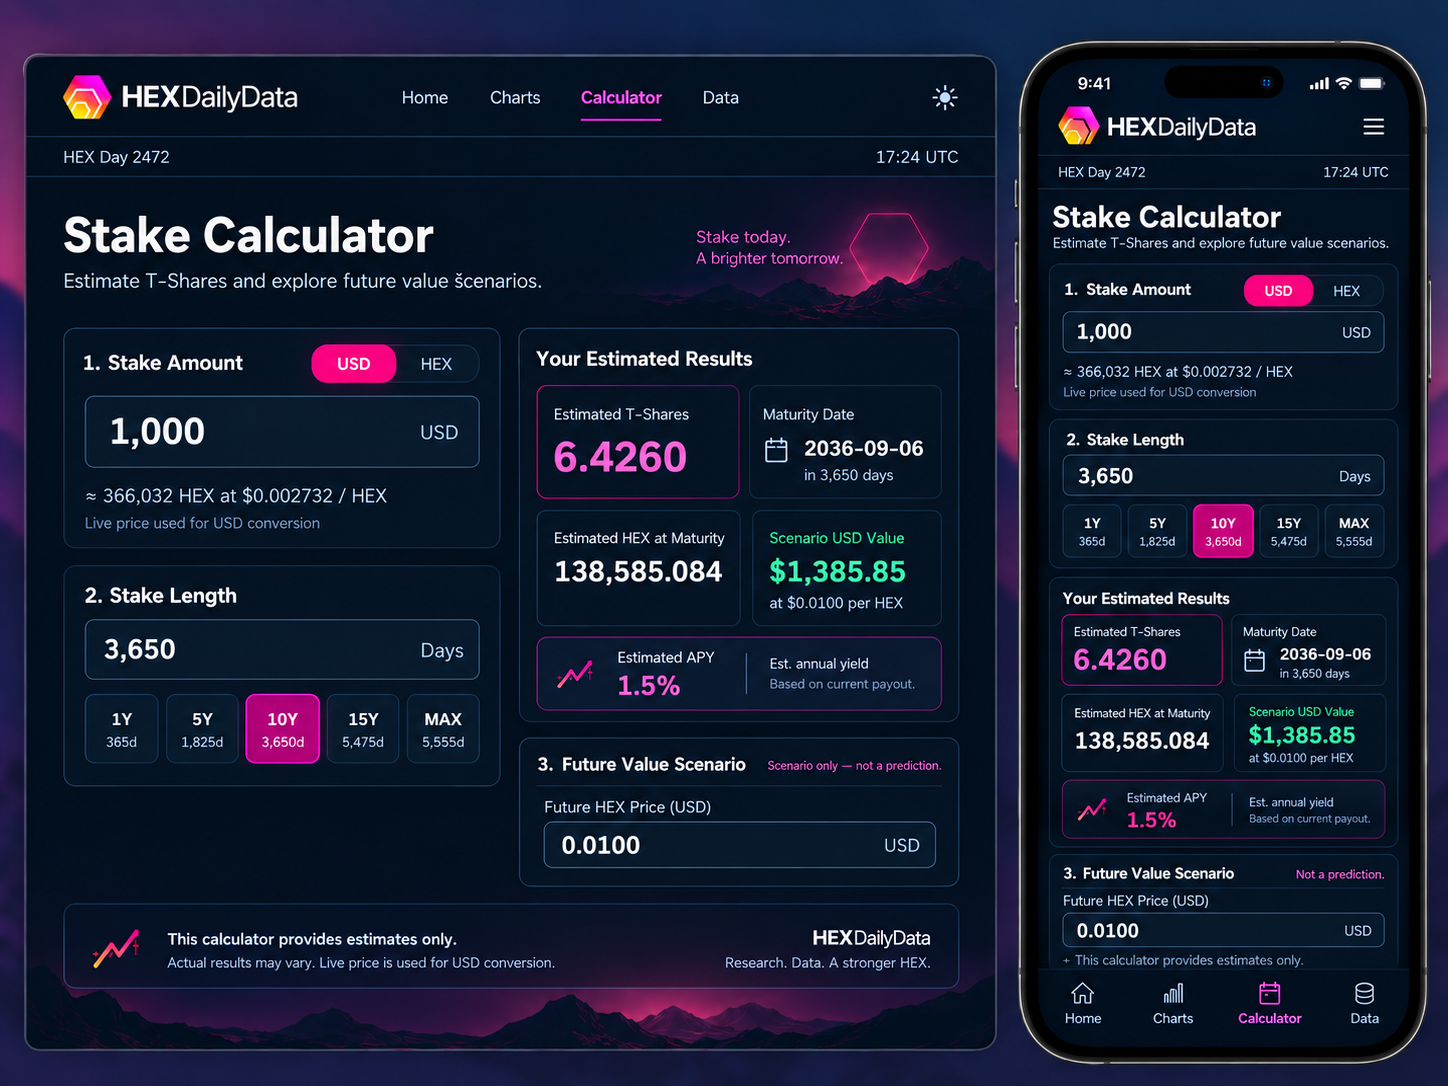 HEXDailyData
Home Charts Calculator Data
HEX Day 2472 17:24 UTC
Stake Calculator
Estimate T-Shares and explore future value ścenarios.
Stake today.
A brighter tomorrow.
1. Stake Amount USD HEX
1,000 USD
≈ 366,032 HEX at $0.002732 / HEX
Live price used for USD conversion
2. Stake Length
3,650 Days
1Y 5Y 10Y 15Y MAX
365d 1,825d 3,650d 5,475d 5,555d
Your Estimated Results
Estimated T-Shares
6.4260
Maturity Date
2036-09-06
in 3,650 days
Estimated HEX at Maturity
138,585.084
Scenario USD Value
$1,385.85
at $0.0100 per HEX
Estimated APY
1.5%
Est. annual yield
Based on current payout.
3. Future Value Scenario Scenario only — not a prediction.
Future HEX Price (USD)
0.0100 USD
This calculator provides estimates only.
Actual results may vary. Live price is used for USD conversion.
HEXDailyData
Research. Data. A stronger HEX.
9:41
HEXDailyData
HEX Day 2472 17:24 UTC
Stake Calculator
Estimate T-Shares and explore future value scenarios.
1. Stake Amount USD HEX
1,000 USD
≈ 366,032 HEX at $0.002732 / HEX
Live price used for USD conversion
2. Stake Length
3,650 Days
1Y 5Y 10Y 15Y MAX
365d 1,825d 3,650d 5,475d 5,555d
Your Estimated Results
Estimated T-Shares
6.4260
Maturity Date
2036-09-06
in 3,650 days
Estimated HEX at Maturity
138,585.084
Scenario USD Value
$1,385.85
at $0.0100 per HEX
Estimated APY
1.5%
Est. annual yield
Based on current payout.
3. Future Value Scenario Not a prediction.
Future HEX Price (USD)
0.0100 USD
+ This calculator provides estimates only.
Home Charts Calculator Data